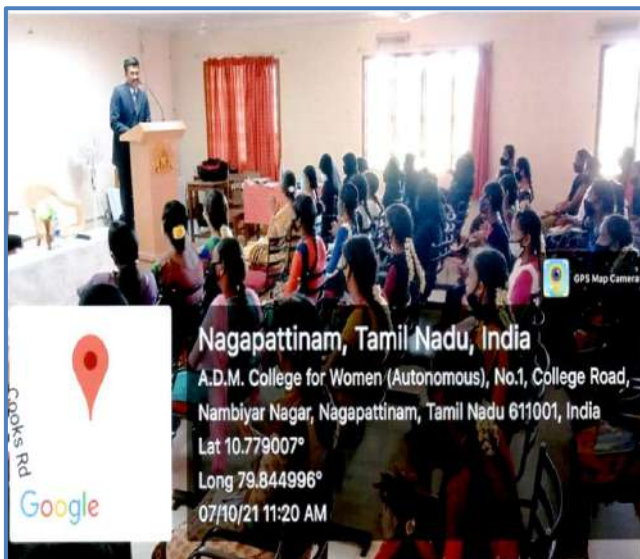 GPS Map Camera
Nagapattinam, Tamil Nadu, India
A.D.M. College for Women (Autonomous), No.1, College Road,
Nambiyar Nagar, Nagapattinam, Tamil Nadu 611001, India
Lat 10.779007°
Long 79.844996°
07/10/21 11:20 AM
Cooks Rd
Google